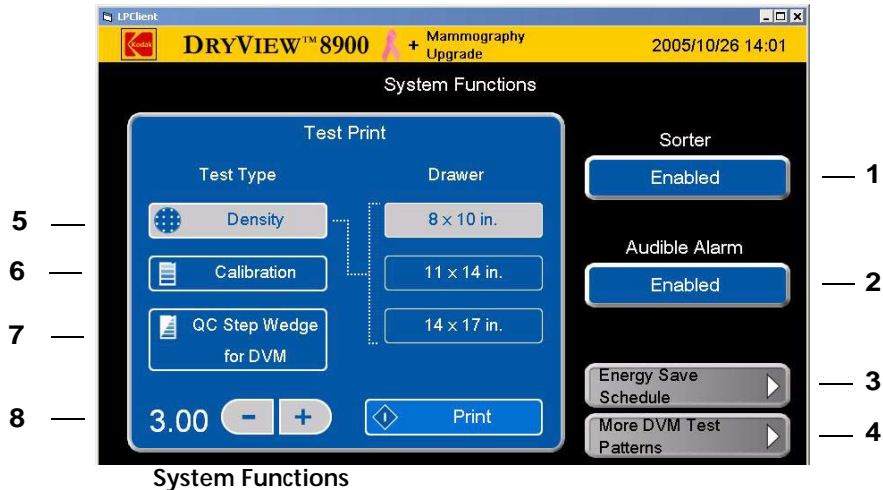 LPClient
Kodak
DRYVIEW™ 8900 + Mammography
Upgrade
2005/10/26 14:01
System Functions
Test Print
Test Type
Drawer
Density
8 x 10 in.
Calibration
11 x 14 in.
QC Step Wedge
for DVM
14 x 17 in.
3.00 - +
Print
Sorter
Enabled
Audible Alarm
Enabled
Energy Save
Schedule
More DVM Test
Patterns
1
2
3
4
5
6
7
8
System Functions